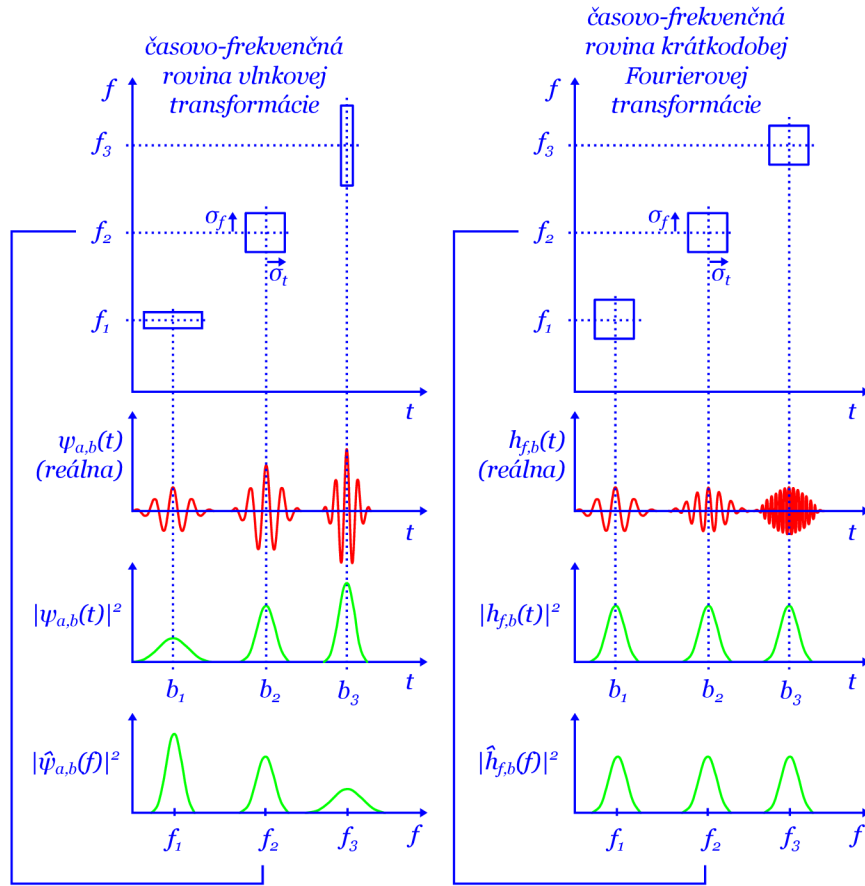 časovo-frekvenčná
rovina vlnkovej
transformácie
f
f₃
σf
f₂
σt
f₁
t
ψa,b(t)
(reálna)
t
|ψa,b(t)|²
b₁ b₂ b₃ t
|ψ̂a,b(f)|²
f₁ f₂ f₃ f
časovo-frekvenčná
rovina krátkodobej
Fourierovej
transformácie
f
f₃
σf
f₂
σt
f₁
t
hf,b(t)
(reálna)
t
|hf,b(t)|²
b₁ b₂ b₃ t
|ĥf,b(f)|²
f₁ f₂ f₃ f